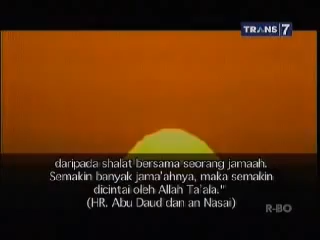 TRANS 7
daripada shalat bersama seorang jamaah.
Semakin banyak jama'ahnya, maka semakin
dicintai oleh Allah Ta'ala."
(HR. Abu Daud dan an Nasai)
R-BO